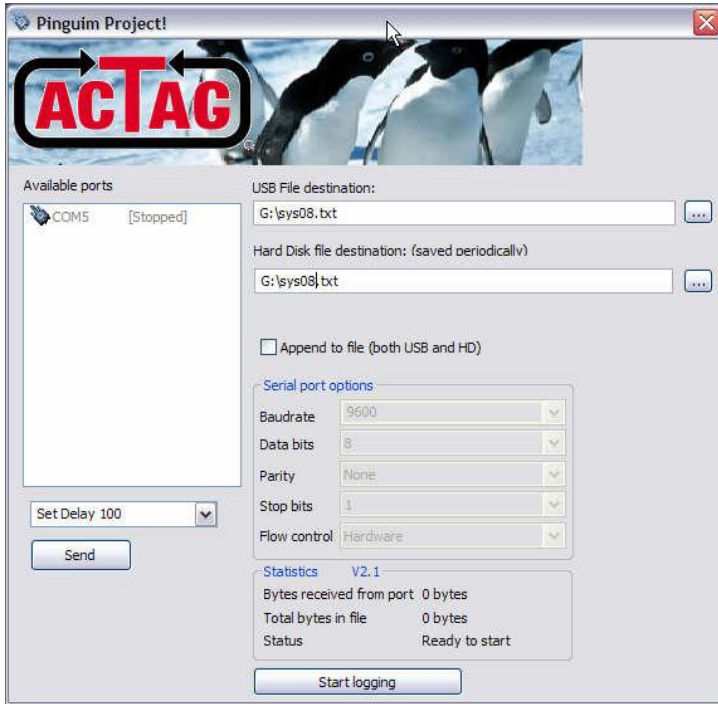 Pinguim Project!
ACTAG
®
Available ports
COM5 [Stopped]
Set Delay 100
Send
USB File destination:
G:\sys08.txt
...
Hard Disk file destination: (saved periodically)
G:\sys08.txt
...
Append to file (both USB and HD)
Serial port options
Baudrate 9600
Data bits 8
Parity None
Stop bits 1
Flow control Hardware
Statistics V2.1
Bytes received from port 0 bytes
Total bytes in file 0 bytes
Status Ready to start
Start logging